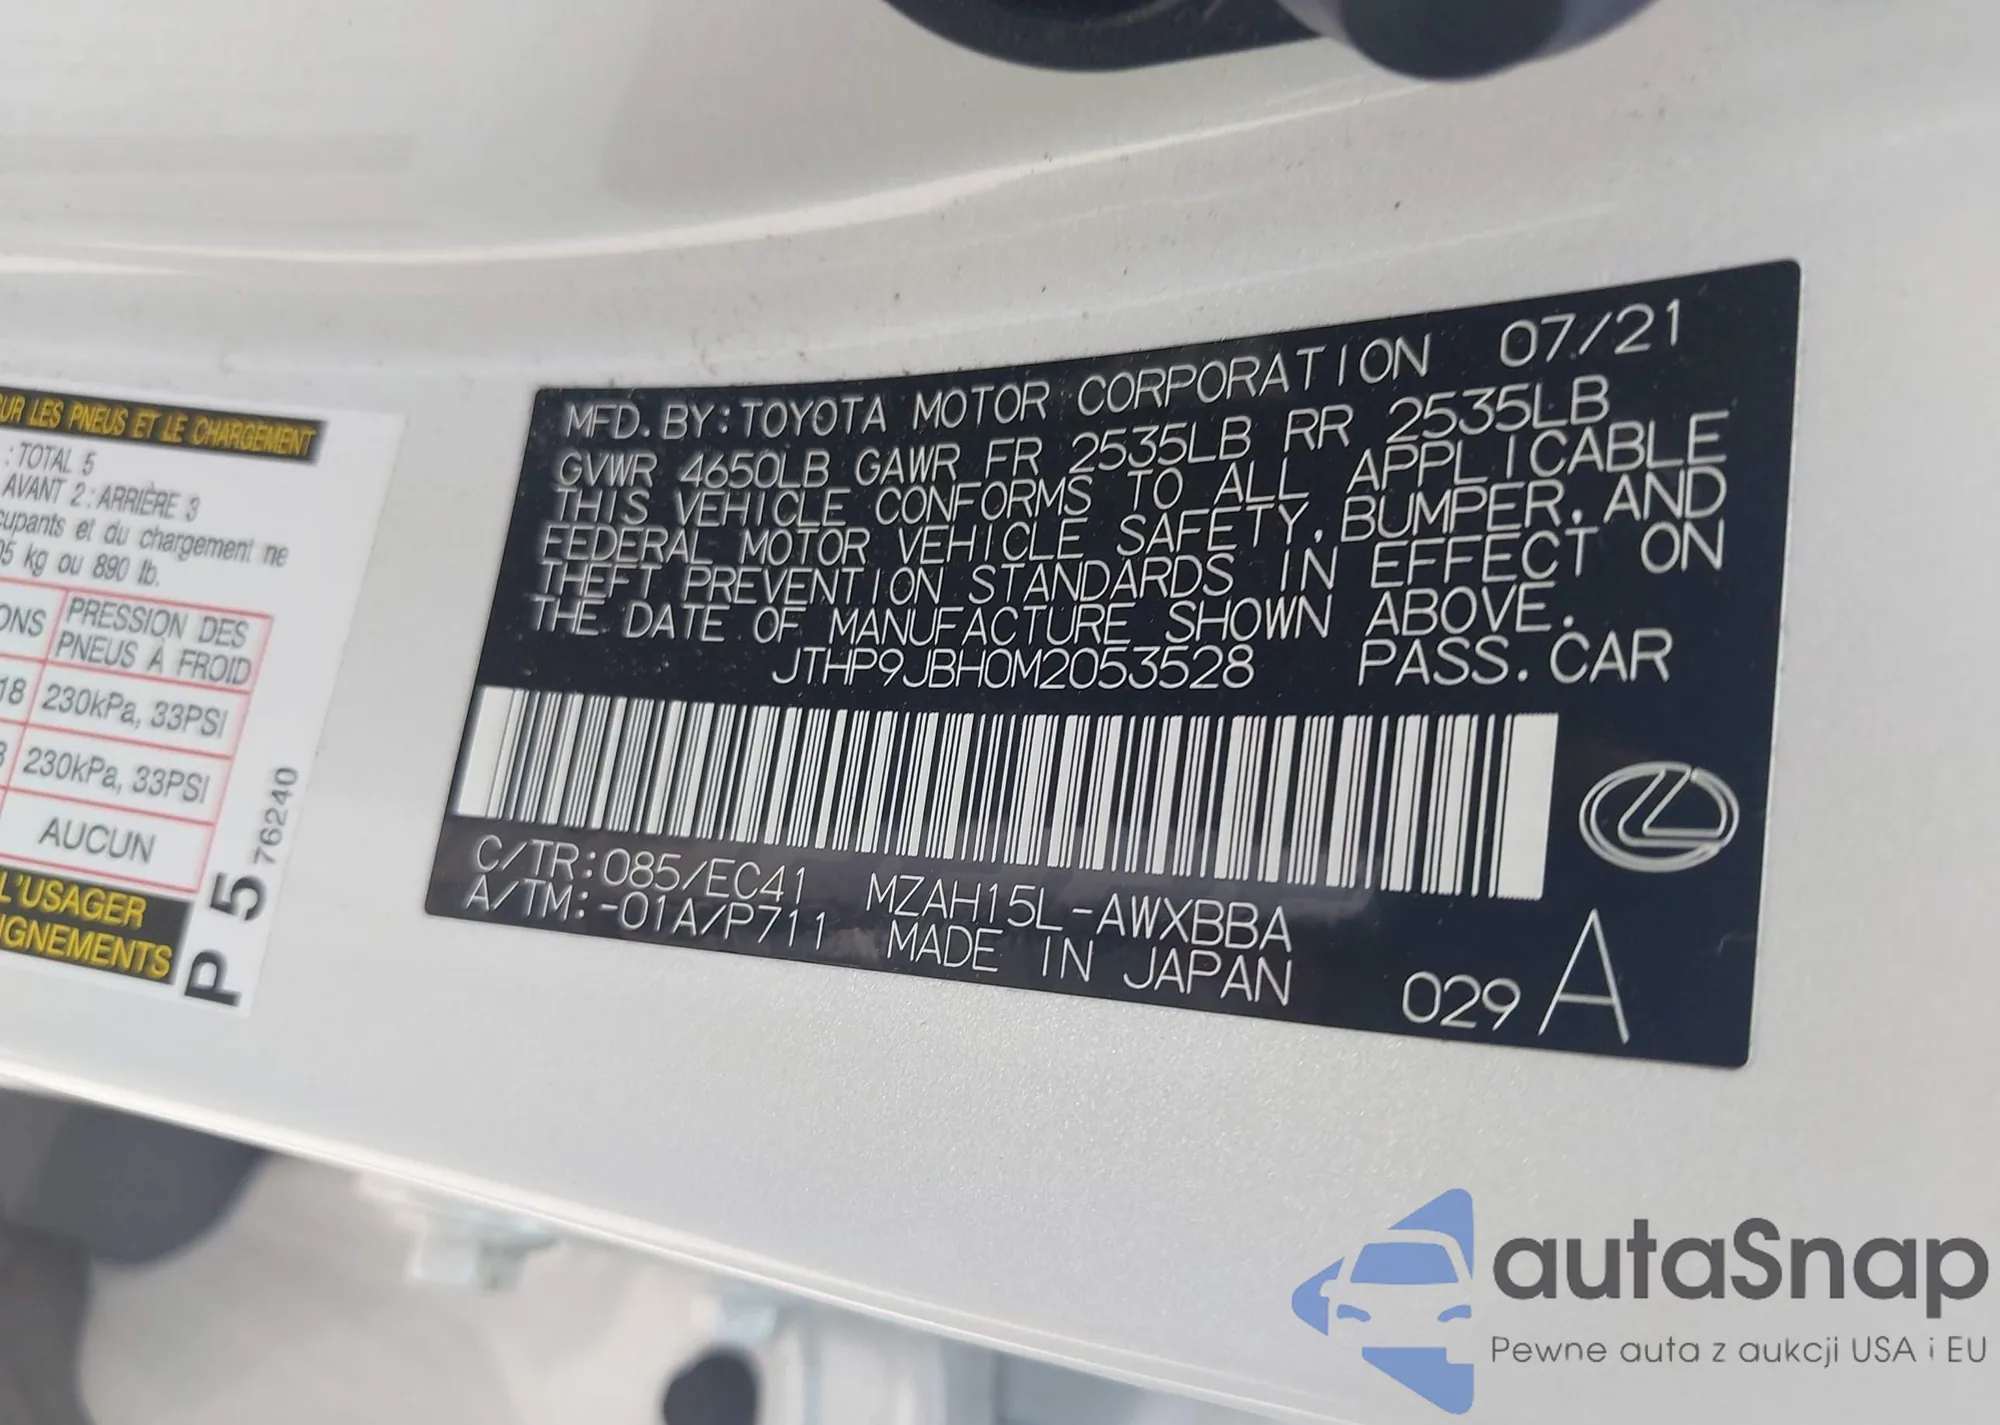 UR LES PNEUS ET LE CHARGEMENT
: TOTAL 5
AVANT 2 : ARRIÈRE 3
cupants et du chargement ne
05 kg ou 890 lb.
ONS PRESSION DES
PNEUS À FROID
18 230kPa, 33PSI
230kPa, 33PSI
AUCUN
L'USAGER
IGNEMENTS
P 5 76240
MFD. BY: TOYOTA MOTOR CORPORATION 07/21
GVWR 4650LB GAWR FR 2535LB RR 2535LB
THIS VEHICLE CONFORMS TO ALL APPLICABLE
FEDERAL MOTOR VEHICLE SAFETY, BUMPER, AND
THEFT PREVENTION STANDARDS IN EFFECT ON
THE DATE OF MANUFACTURE SHOWN ABOVE.
JTHP9JBH0M2053528 PASS. CAR
C/TR: 085/EC41 MZAH15L-AWXBBA
A/TM: -01A/P711 MADE IN JAPAN
029 A
autaSnap
Pewne auta z aukcji USA i EU